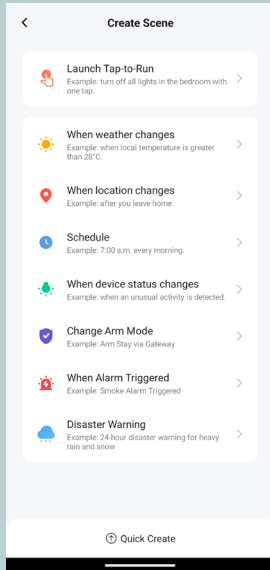 Create Scene
Launch Tap-to-Run
Example: turn off all lights in the bedroom with
one tap.
When weather changes
Example: when local temperature is greater
than 28°C.
When location changes
Example: after you leave home.
Schedule
Example: 7:00 a.m. every morning.
When device status changes
Example: when an unusual activity is detected.
Change Arm Mode
Example: Arm Stay via Gateway
When Alarm Triggered
Example: Smoke Alarm Triggered
Disaster Warning
Example: 24-hour disaster warning for heavy
rain and snow
Quick Create